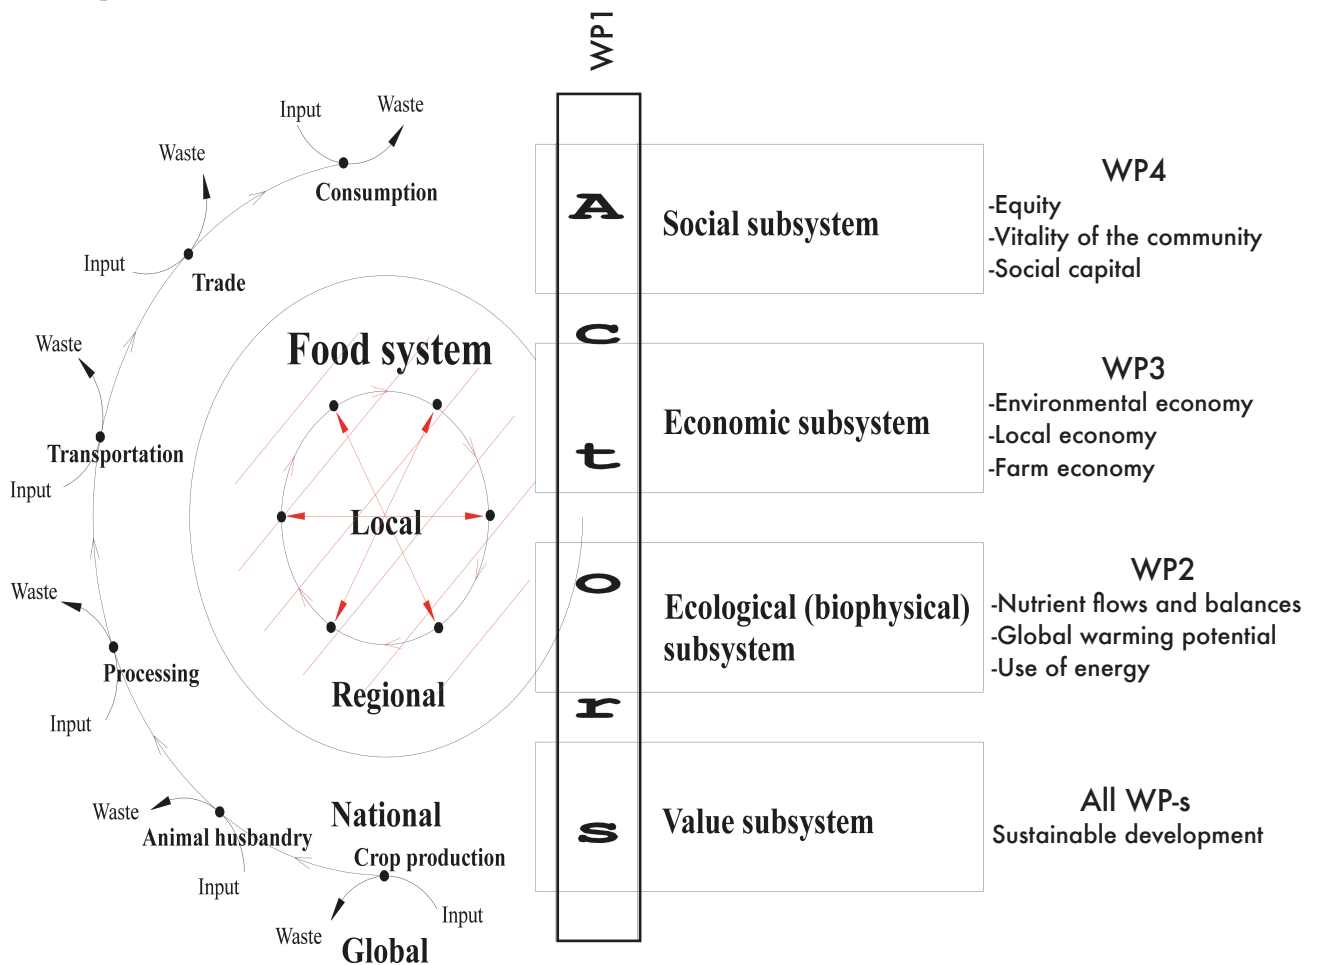 WP1
Input
Waste
Consumption
Waste
Input
Trade
Waste
Transportation
Input
Waste
Processing
Input
Waste
Animal husbandry
Input
Crop production
Waste
Input
Food system
Local
Regional
National
Global
Actors
Social subsystem
WP4
-Equity
-Vitality of the community
-Social capital
Economic subsystem
WP3
-Environmental economy
-Local economy
-Farm economy
Ecological (biophysical)
subsystem
WP2
-Nutrient flows and balances
-Global warming potential
-Use of energy
Value subsystem
All WP-s
Sustainable development